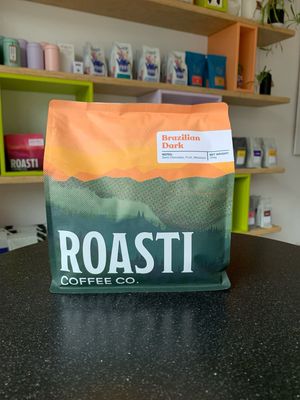 Brazilian
Dark
NOTES:
NET WEIGHT:
ROASTI
ROASTI
COFFEE CO.